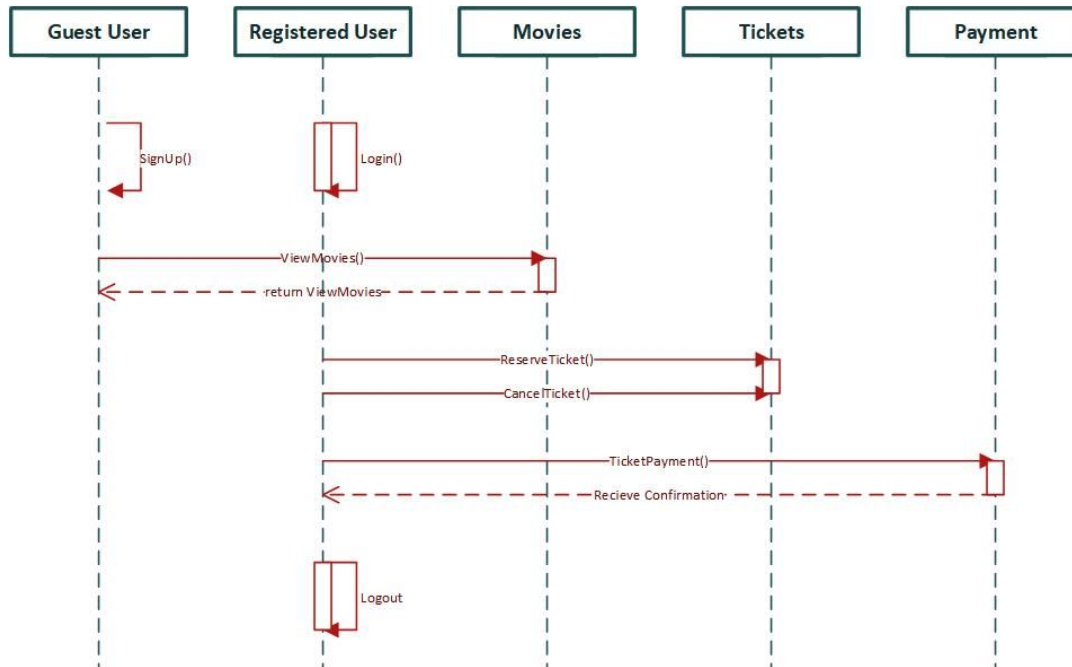 Guest User
Registered User
Movies
Tickets
Payment
SignUp()
Login()
ViewMovies()
return ViewMovies
ReserveTicket()
CancelTicket()
TicketPayment()
Recieve Confirmation
Logout